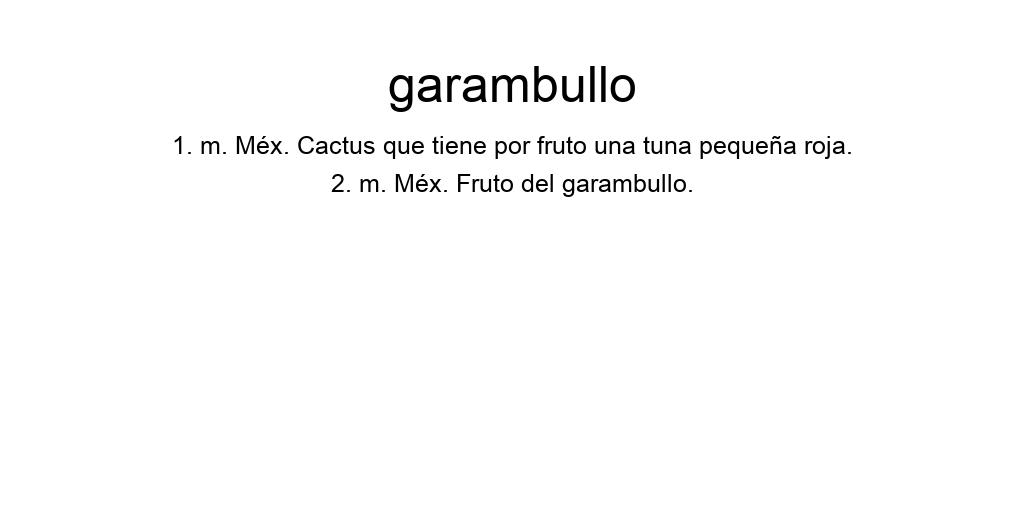 garambullo
1. m. Méx. Cactus que tiene por fruto una tuna pequeña roja.
2. m. Méx. Fruto del garambullo.